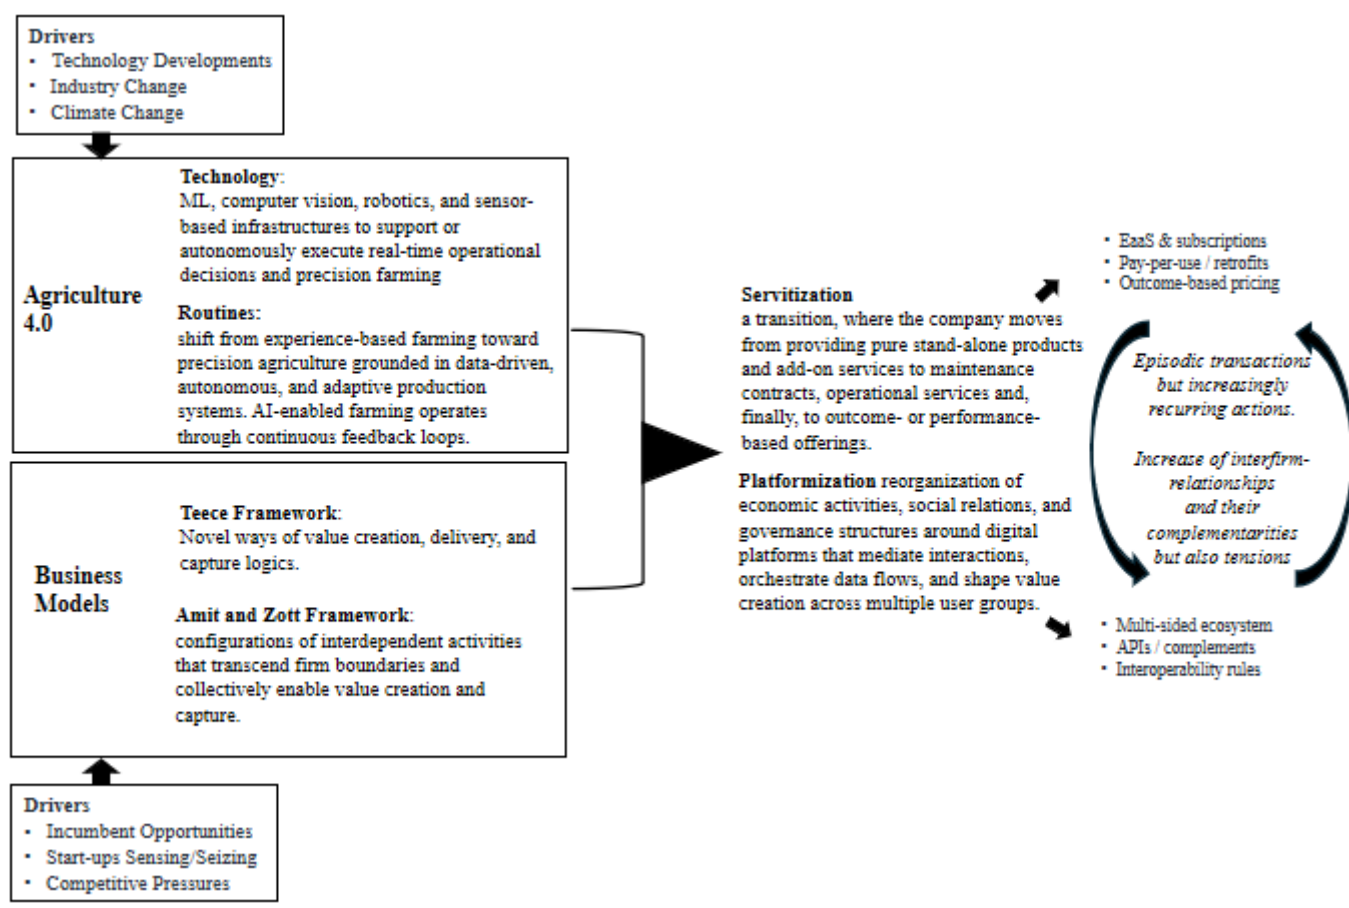 Drivers
• Technology Developments
• Industry Change
• Climate Change
Agriculture
4.0
Technology:
ML, computer vision, robotics, and sensor-
based infrastructures to support or
autonomously execute real-time operational
decisions and precision farming
Routines:
shift from experience-based farming toward
precision agriculture grounded in data-driven,
autonomous, and adaptive production
systems. AI-enabled farming operates
through continuous feedback loops.
Business
Models
Teece Framework:
Novel ways of value creation, delivery, and
capture logics.
Amit and Zott Framework:
configurations of interdependent activities
that transcend firm boundaries and
collectively enable value creation and
capture.
Drivers
• Incumbent Opportunities
• Start-ups Sensing/Seizing
• Competitive Pressures
Servitization
a transition, where the company moves
from providing pure stand-alone products
and add-on services to maintenance
contracts, operational services and,
finally, to outcome- or performance-
based offerings.
Platformization reorganization of
economic activities, social relations, and
governance structures around digital
platforms that mediate interactions,
orchestrate data flows, and shape value
creation across multiple user groups.
• EaaS & subscriptions
• Pay-per-use / retrofits
• Outcome-based pricing
Episodic transactions
but increasingly
recurring actions.
Increase of interfirm-
relationships
and their
complementarities
but also tensions
• Multi-sided ecosystem
• APIs / complements
• Interoperability rules